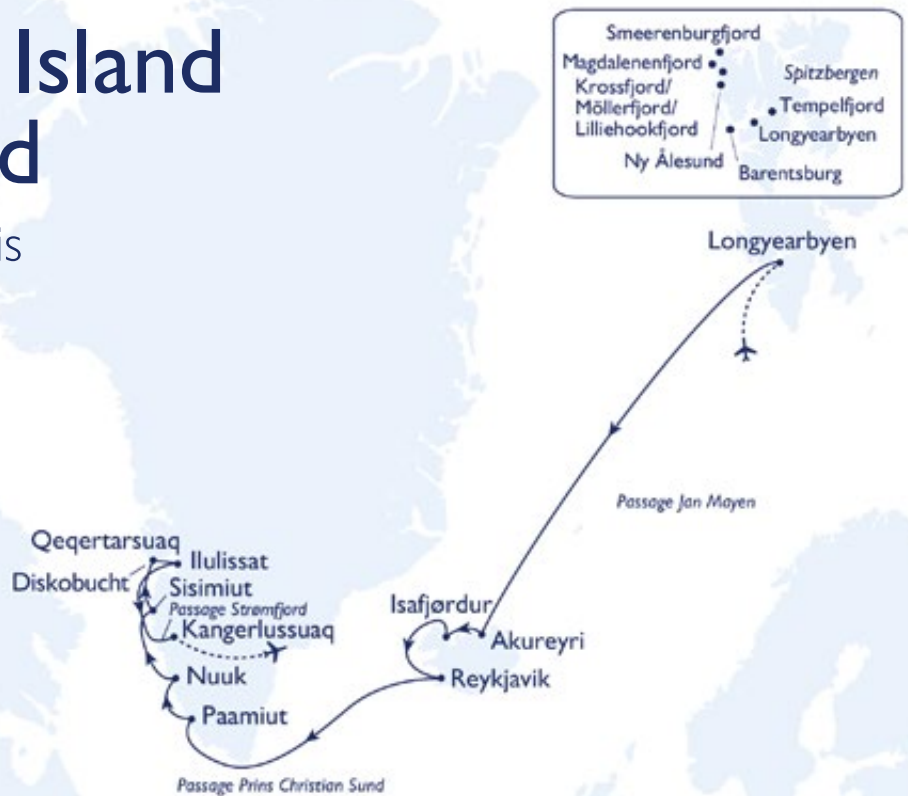 Island
d
is
Smeerenburgfjord
Magdalenenfjord
Krossfjord/
Möllerfjord/
Lilliehookfjord
Spitzbergen
Tempelfjord
Longyearbyen
Ny Ålesund
Barentsburg
Longyearbyen
Passage Jan Mayen
Qeqertarsuaq
Ilulissat
Diskobucht
Sisimiut
Passage Strømfjord
Kangerlussuaq
Isafjørdur
Akureyri
Nuuk
Reykjavik
Paamiut
Passage Prins Christian Sund